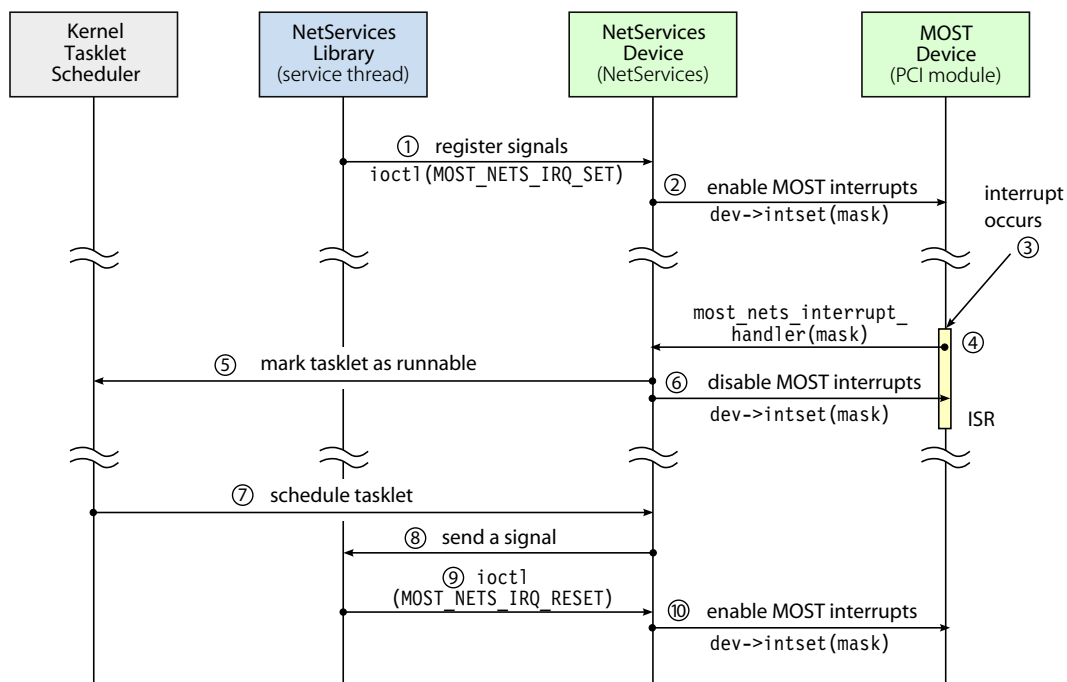 Kernel
Tasklet
Scheduler
NetServices
Library
(service thread)
NetServices
Device
(NetServices)
MOST
Device
(PCI module)
① register signals
ioctl(MOST_NETS_IRQ_SET)
② enable MOST interrupts
dev->intset(mask)
interrupt
occurs
③
most_nets_interrupt_
handler(mask)
④
⑤ mark tasklet as runnable
⑥ disable MOST interrupts
dev->intset(mask)
ISR
⑦ schedule tasklet
⑧ send a signal
⑨ ioctl
(MOST_NETS_IRQ_RESET)
⑩ enable MOST interrupts
dev->intset(mask)